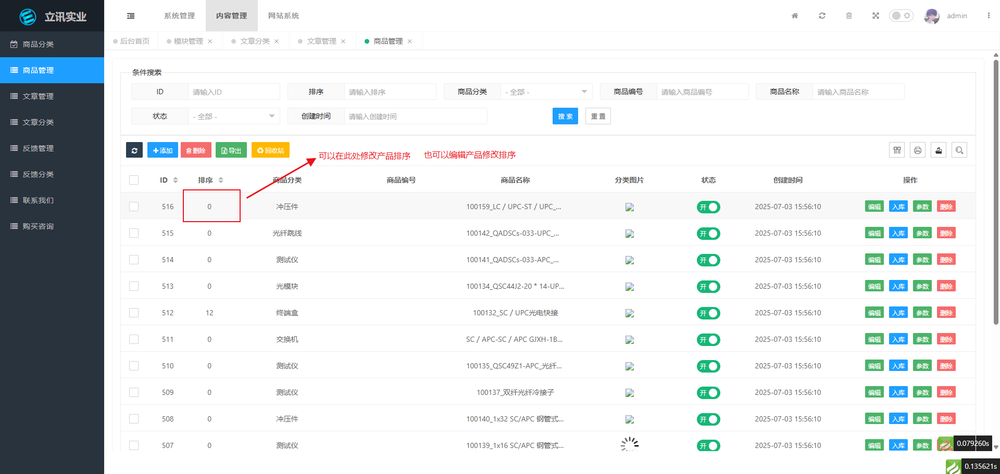 立讯实业
系统管理 内容管理 网站系统
admin
后台首页 模块管理 文章分类 文章管理 商品管理
商品分类
商品管理
文章管理
文章分类
反馈管理
反馈分类
联系我们
购买咨询
条件搜索
ID 请输入ID 排序 请输入排序 商品分类 - 全部 - 商品编号 请输入商品编号 商品名称 请输入商品名称
状态 - 全部 - 创建时间 请输入创建时间 搜 索 重 置
添加 删除 导出 回收站
可以在此处修改产品排序 也可以编辑产品修改排序
ID 排序 商品分类 商品编号 商品名称 分类图片 状态 创建时间 操作
516 0 冲压件 100159_LC / UPC-ST / UPC_... 开 2025-07-03 15:56:10 编辑 入库 参数 删除
515 0 光纤跳线 100142_QADSCs-033-UPC_... 开 2025-07-03 15:56:10 编辑 入库 参数 删除
514 0 测试仪 100141_QADSCs-033-APC_... 开 2025-07-03 15:56:10 编辑 入库 参数 删除
513 0 光模块 100134_QSC44J2-20 * 14-UP... 开 2025-07-03 15:56:10 编辑 入库 参数 删除
512 12 终端盒 100132_SC / UPC光电快接 开 2025-07-03 15:56:10 编辑 入库 参数 删除
511 0 交换机 SC / APC-SC / APC GJXH-1B... 开 2025-07-03 15:56:10 编辑 入库 参数 删除
510 0 测试仪 100135_QSC49Z1-APC_光纤... 开 2025-07-03 15:56:10 编辑 入库 参数 删除
509 0 测试仪 100137_双纤光纤冷接子 开 2025-07-03 15:56:10 编辑 入库 参数 删除
508 0 冲压件 100140_1x32 SC/APC 钢管式... 开 2025-07-03 15:56:10 编辑 入库 参数 删除
507 0 测试仪 100139_1x16 SC/APC 钢管式... 开 2025-07-03 15:56:10 编辑 入库 参数
0.079260s
0.135621s